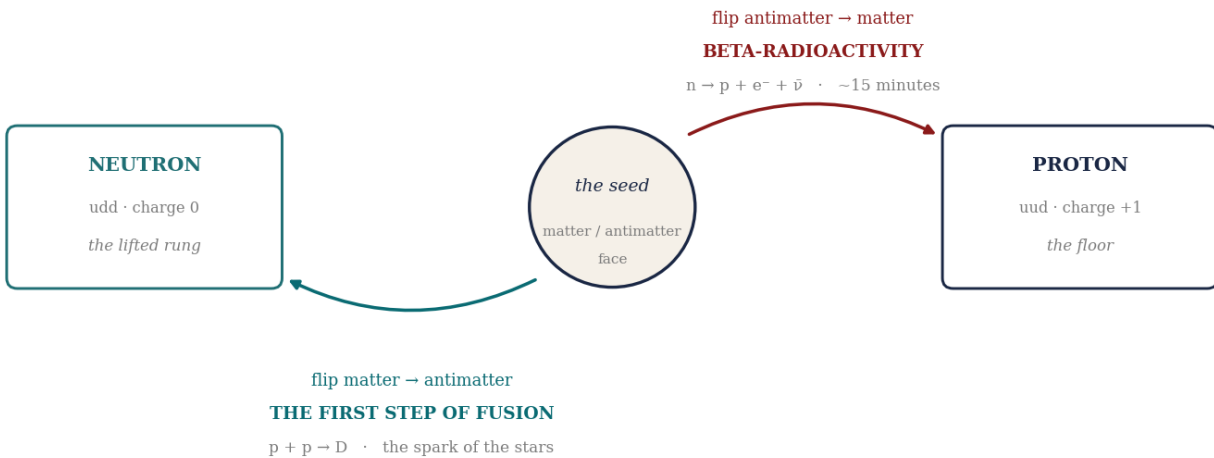 flip antimatter → matter
BETA-RADIOACTIVITY
n → p + e⁻ + ν̄ · ~15 minutes
NEUTRON
udd · charge 0
the lifted rung
the seed
matter / antimatter
face
PROTON
uud · charge +1
the floor
flip matter → antimatter
THE FIRST STEP OF FUSION
p + p → D · the spark of the stars